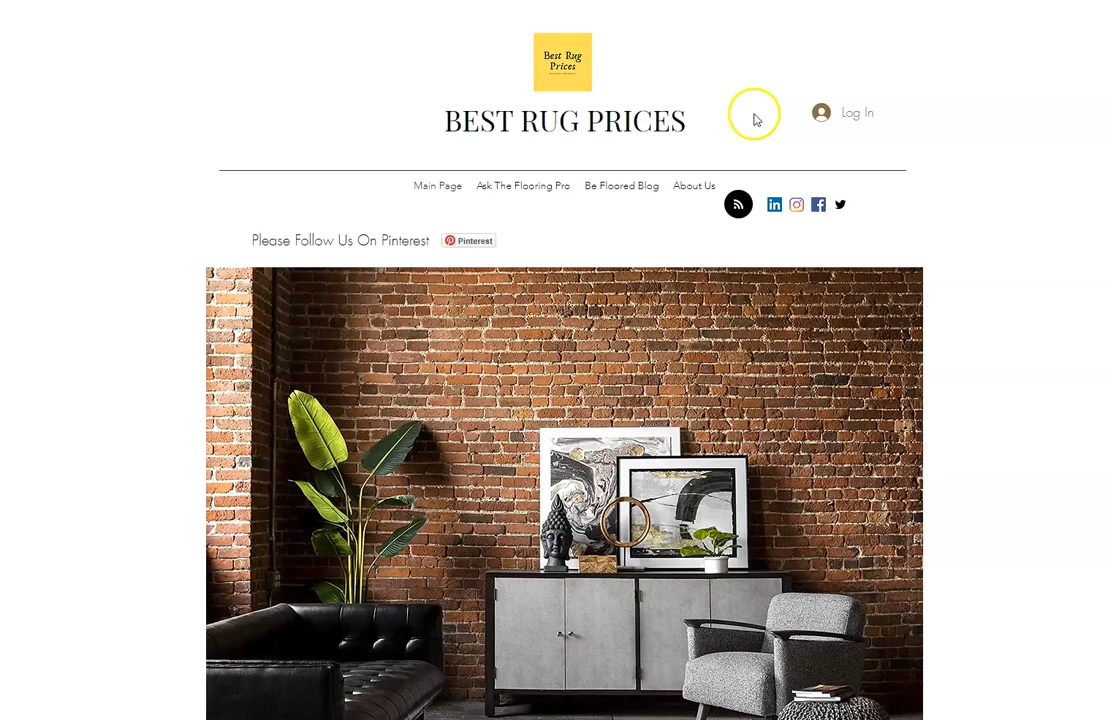 Best Rug
Prices
BEST RUG PRICES
Log In
Main Page Ask The Flooring Pro Be Floored Blog About Us
Please Follow Us On Pinterest Pinterest